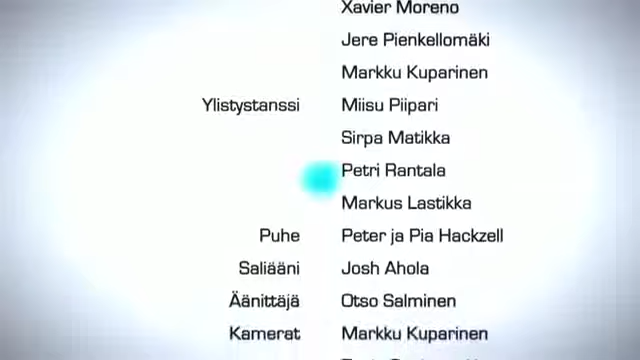 Xavier Moreno
Jere Pienkellomäki
Markku Kuparinen
Ylistystanssi Miisu Piipari
Sirpa Matikka
Petri Rantala
Markus Lastikka
Puhe Peter ja Pia Hackzell
Saliääni Josh Ahola
Äänittäjä Otso Salminen
Kamerat Markku Kuparinen